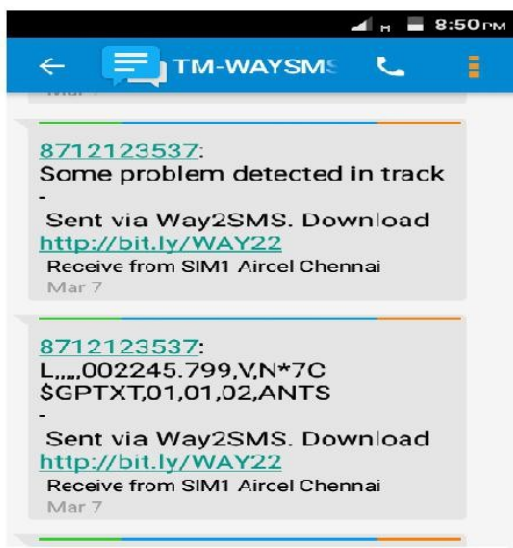 H 8:50PM
TM-WAYSMS
8712123537:
Some problem detected in track
-
Sent via Way2SMS. Download
http://bit.ly/WAY22
Receive from SIM1 Aircel Chennai
Mar 7
8712123537:
L,,,,002245.799,V,N*7C
$GPTXT,01,01,02,ANTS
-
Sent via Way2SMS. Download
http://bit.ly/WAY22
Receive from SIM1 Aircel Chennai
Mar 7